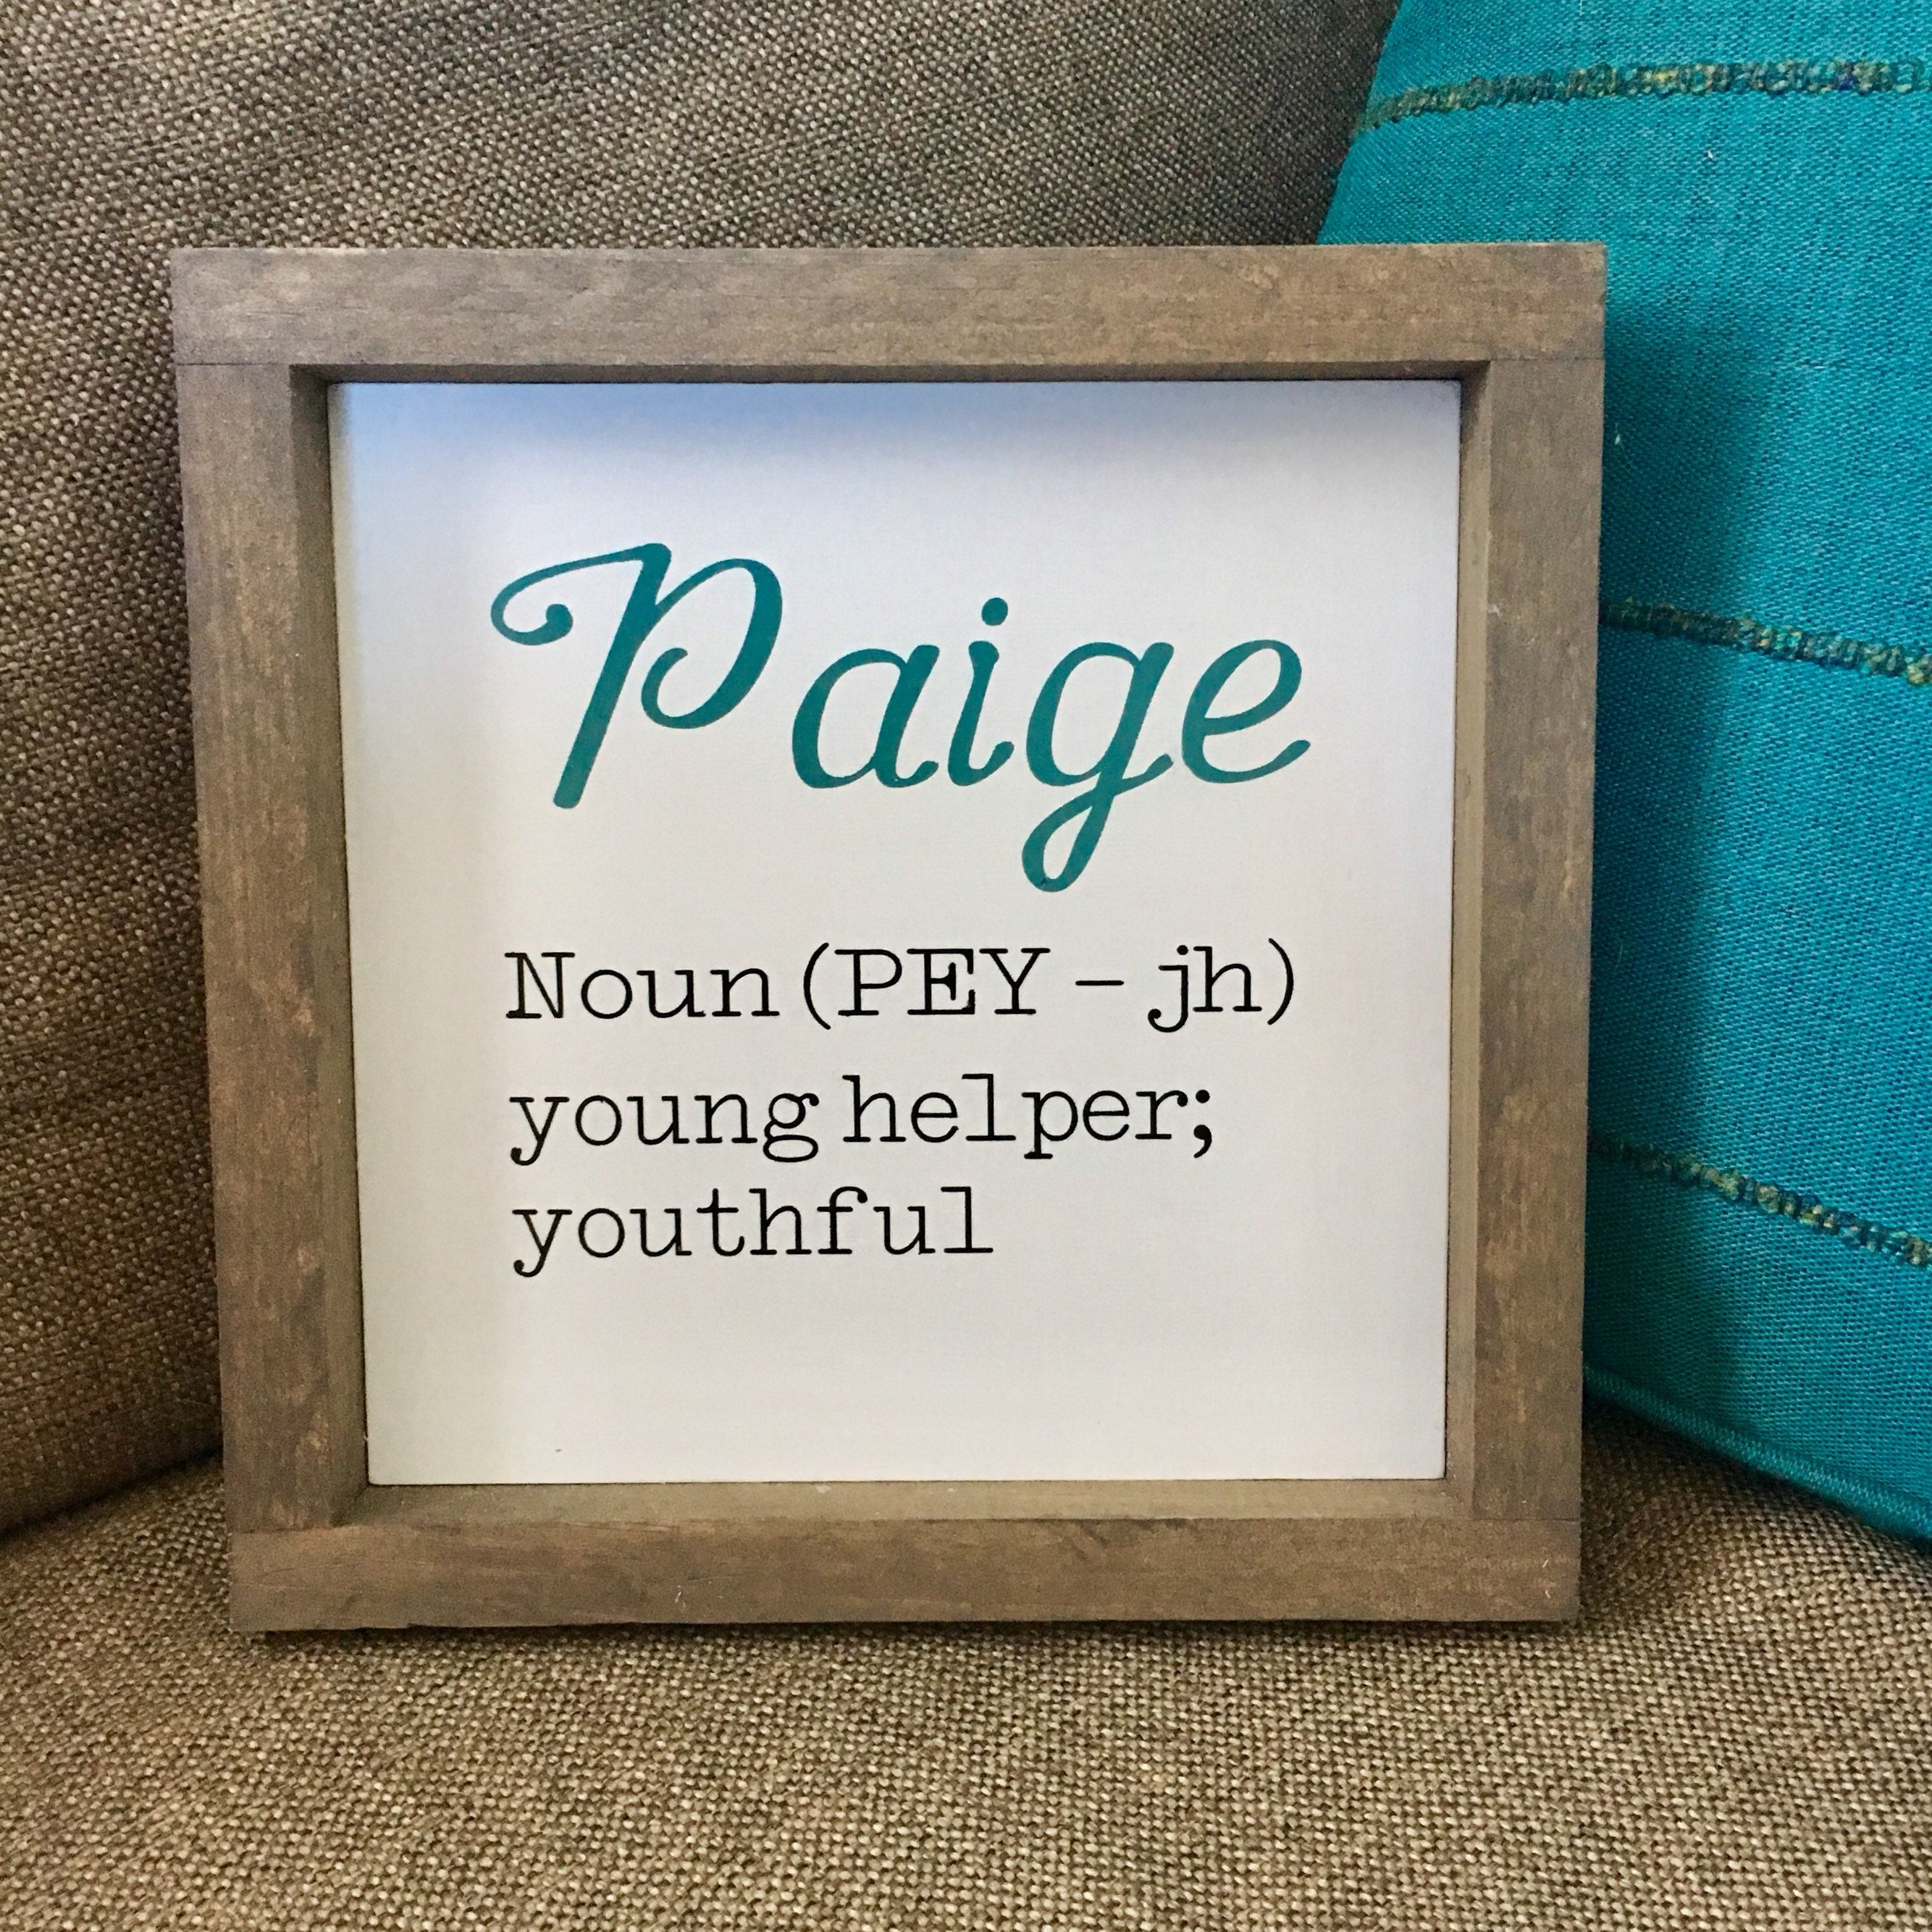 Paige
Noun (PEY - jh)
young helper;
youthful